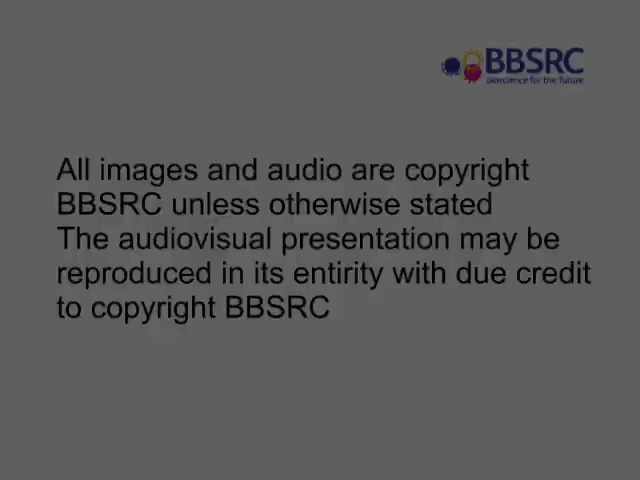 BBSRC
bioscience for the future
All images and audio are copyright
BBSRC unless otherwise stated
The audiovisual presentation may be
reproduced in its entirity with due credit
to copyright BBSRC